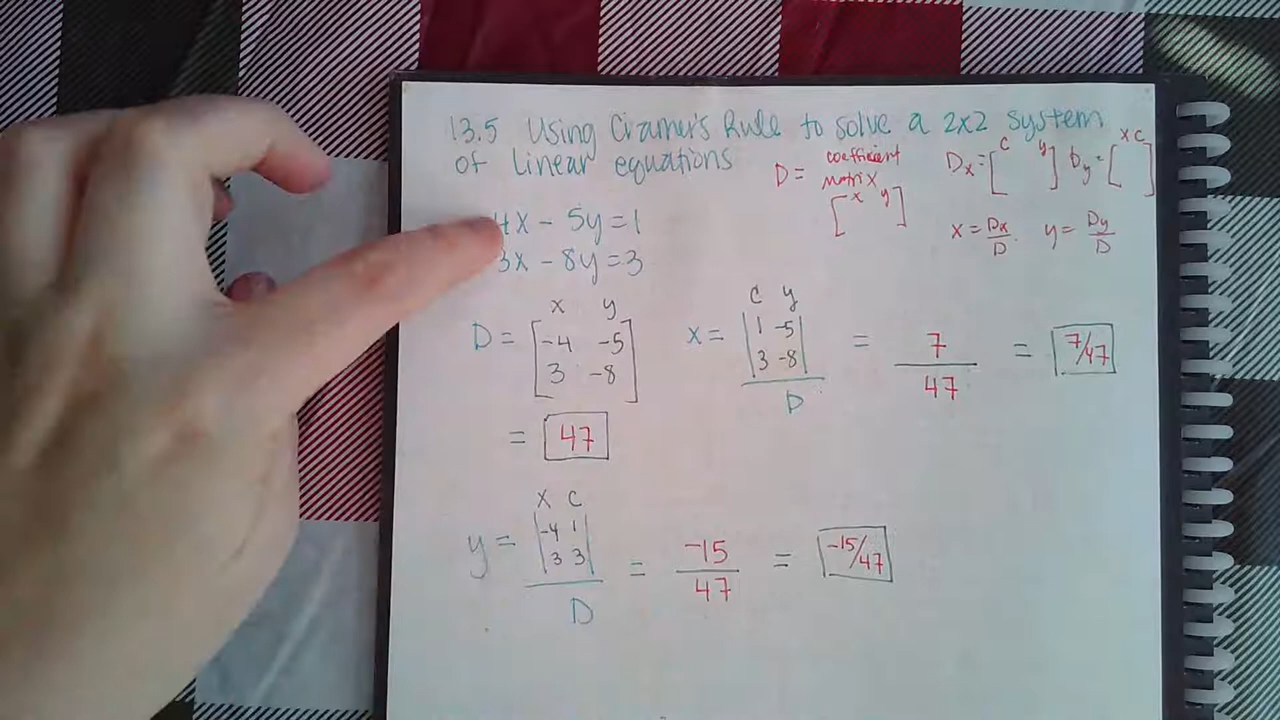 13.5 Using Cramer's Rule to solve a 2x2 system
of linear equations
D = coefficient matrix [x y]
Dx = [c y] Dy = [x c]
x = Dx/D y = Dy/D
4x - 5y = 1
3x - 8y = 3
x y
D = [-4 -5
3 -8]
= 47
c y
x = |1 -5|
|3 -8|
D
= 7/47 = 7/47
x c
y = |-4 1|
|3 3|
D
= -15/47 = -15/47